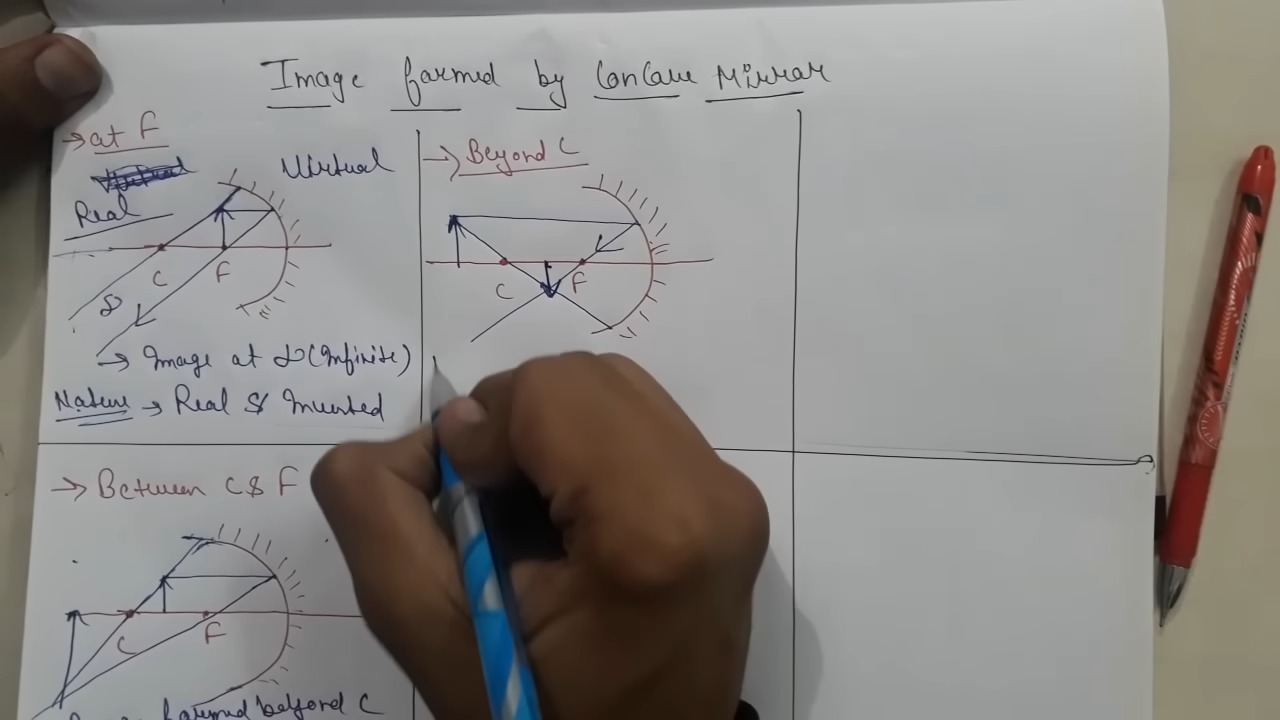 Image formed by Concave Mirror
→ at F
Virtual
Real
C F
∞
→ Image at ∞ (Infinite)
Nature → Real & Inverted
→ Beyond C
C F
→ Between C & F
C F
formed beyond C